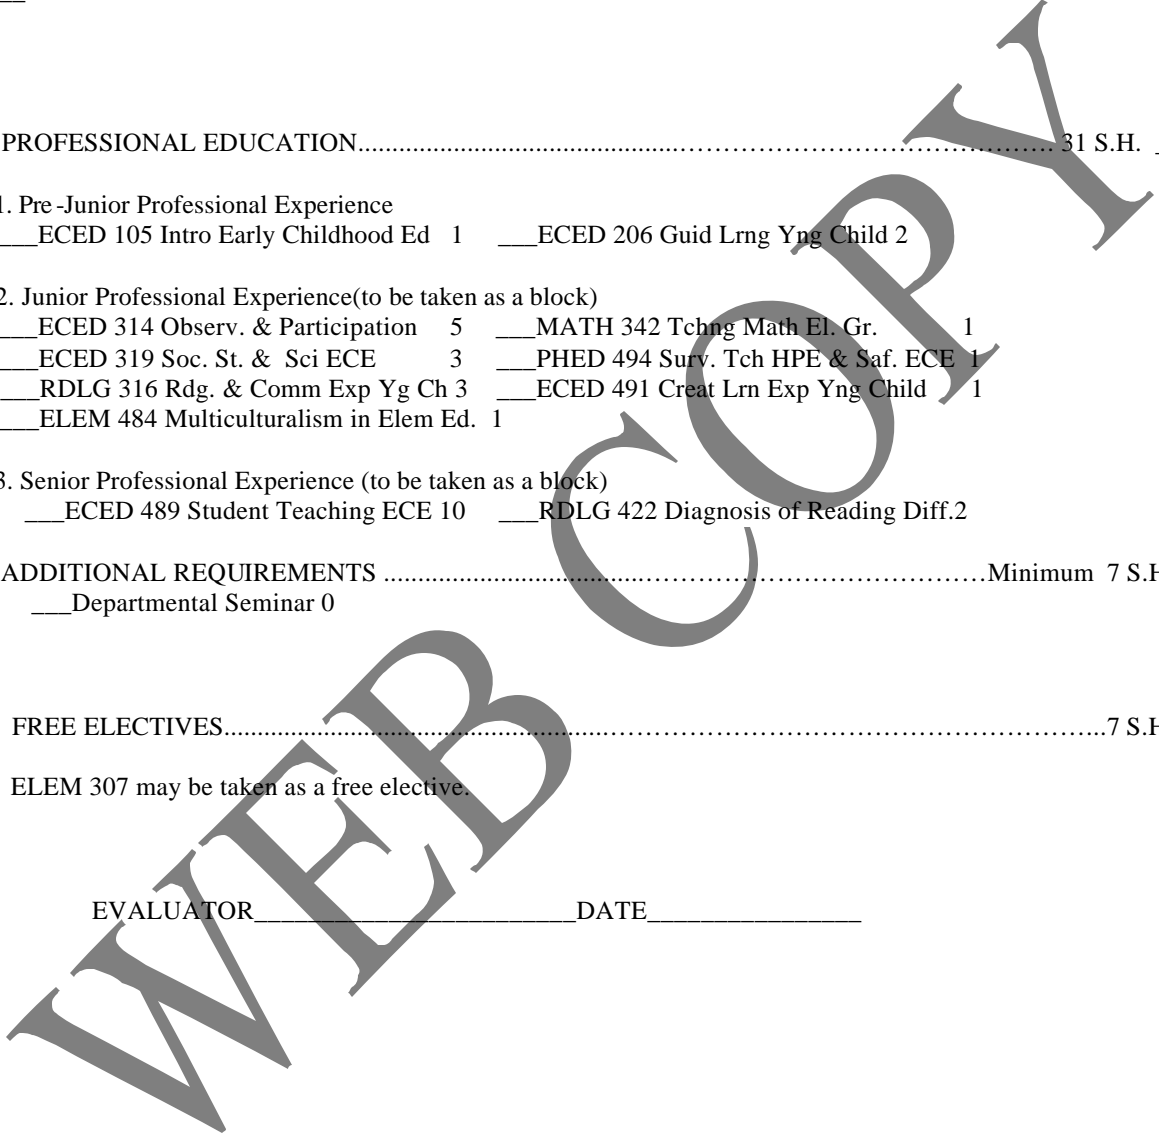 __
PROFESSIONAL EDUCATION................................................……………………………………… 31 S.H. _
1. Pre-Junior Professional Experience
___ECED 105 Intro Early Childhood Ed 1 ___ECED 206 Guid Lrng Yng Child 2
2. Junior Professional Experience(to be taken as a block)
___ECED 314 Observ. & Participation 5 ___MATH 342 Tchng Math El. Gr. 1
___ECED 319 Soc. St. & Sci ECE 3 ___PHED 494 Surv. Tch HPE & Saf. ECE 1
___RDLG 316 Rdg. & Comm Exp Yg Ch 3 ___ECED 491 Creat Lrn Exp Yng Child 1
___ELEM 484 Multiculturalism in Elem Ed. 1
3. Senior Professional Experience (to be taken as a block)
___ECED 489 Student Teaching ECE 10 ___RDLG 422 Diagnosis of Reading Diff.2
ADDITIONAL REQUIREMENTS ......................................…………………………………Minimum 7 S.H
___Departmental Seminar 0
FREE ELECTIVES.........................................................………………………………………………...7 S.H
ELEM 307 may be taken as a free elective.
EVALUATOR________________________DATE________________
WEB COPY